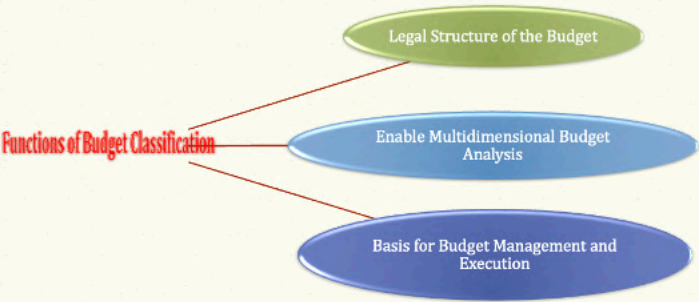 Legal Structure of the Budget
Functions of Budget Classification
Enable Multidimensional Budget
Analysis
Basis for Budget Management and
Execution